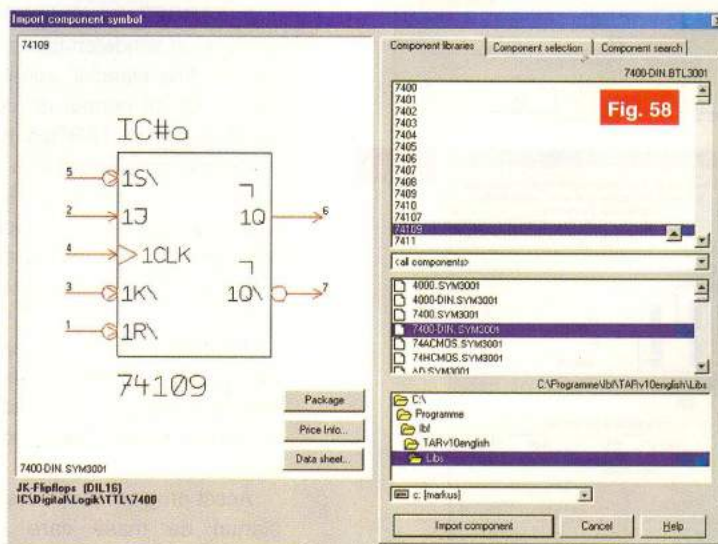 Import component symbol
74109
IC#a
5
1S\
2
1J
1Q
6
4
1CLK
3
1K\
1Q\
7
1
1R\
74109
Package
Price Info...
Data sheet...
7400-DIN.SYM3001
JK-Flipflops (DIL16)
IC\Digital\Logik\TTL\7400
Component libraries
Component selection
Component search
7400-DIN.BTL3001
Fig. 58
7400
7401
7402
7403
7404
7405
7406
7407
7408
7409
7410
74107
74109
7411
<all components>
4000.SYM3001
4000-DIN.SYM3001
7400.SYM3001
7400-DIN.SYM3001
74ACMOS.SYM3001
74HCMOS.SYM3001
AD.SYM3001
C:\Programme\Ibf\TARv10english\Libs
C:\
Programme
Ibf
TARv10english
Libs
c: [markus]
Import component
Cancel
Help